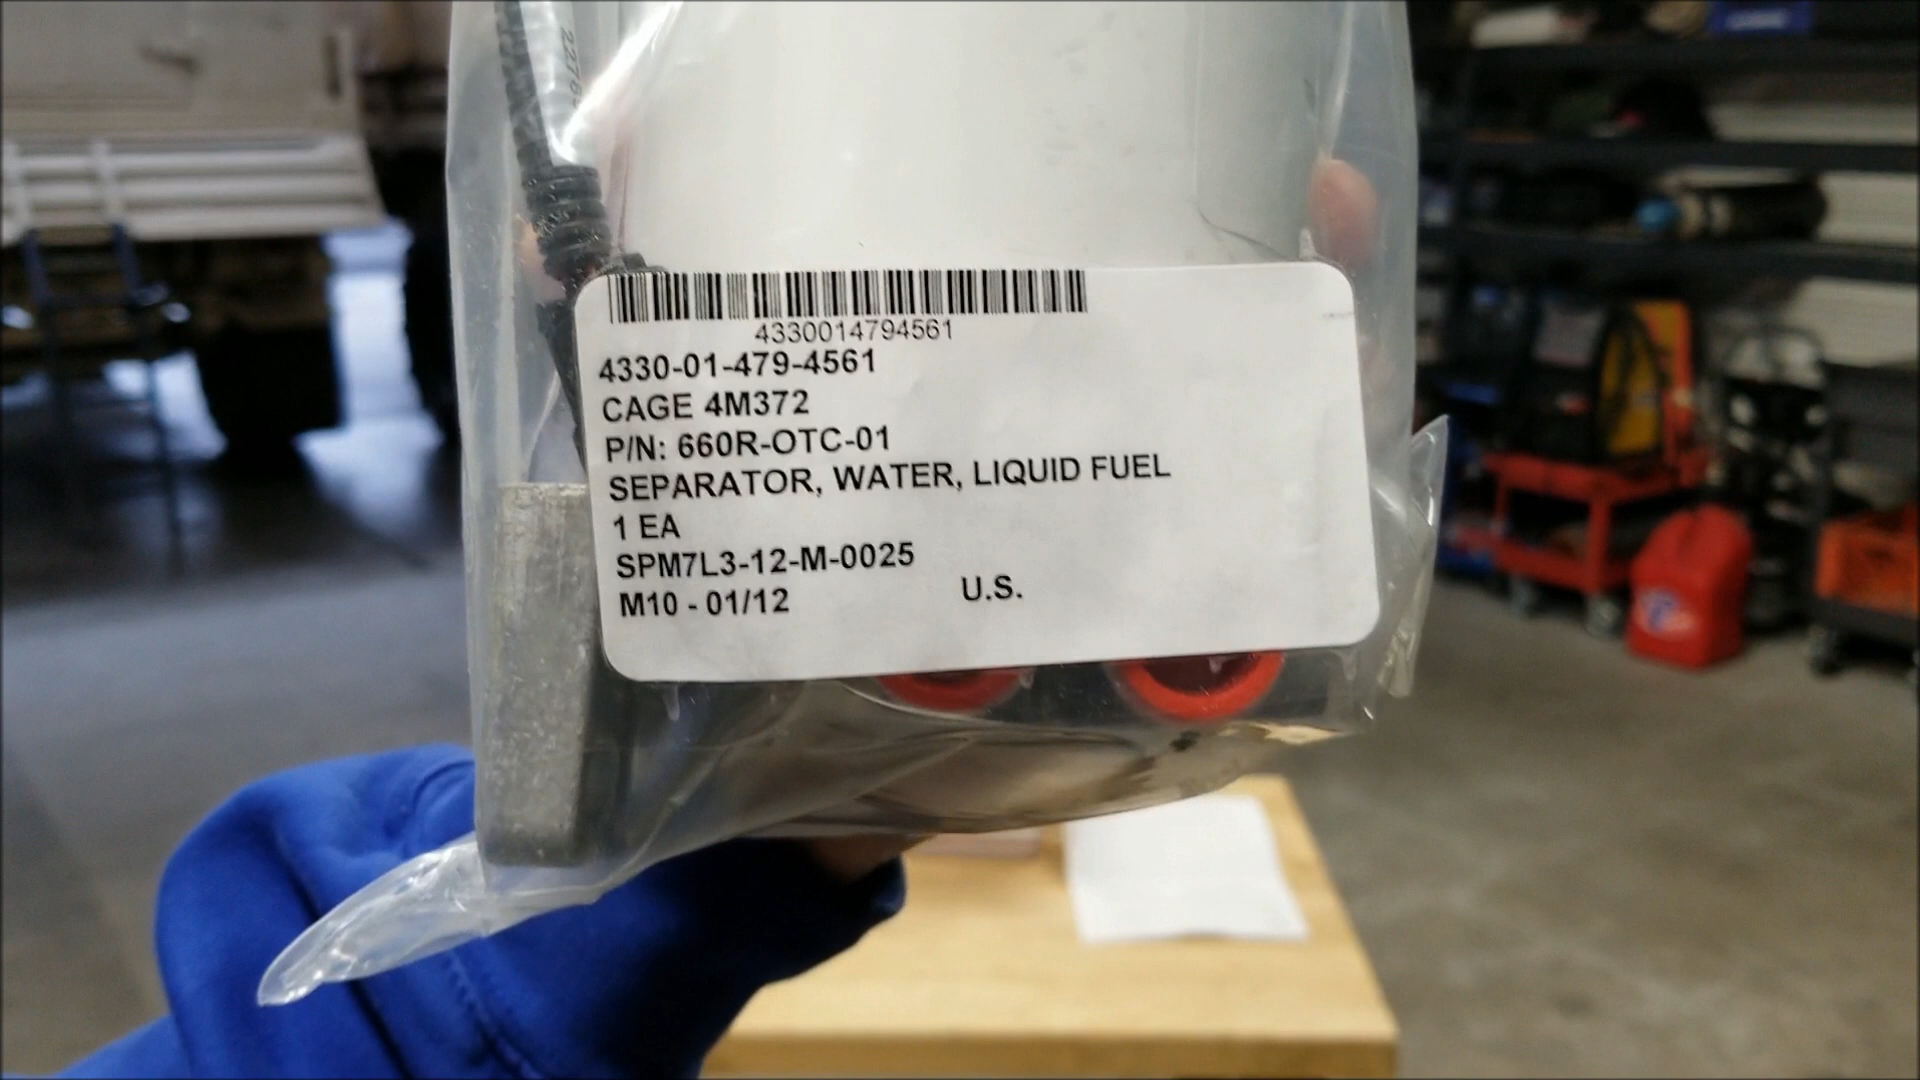 4330014794561
4330-01-479-4561
CAGE 4M372
P/N: 660R-OTC-01
SEPARATOR, WATER, LIQUID FUEL
1 EA
SPM7L3-12-M-0025
M10 - 01/12 U.S.